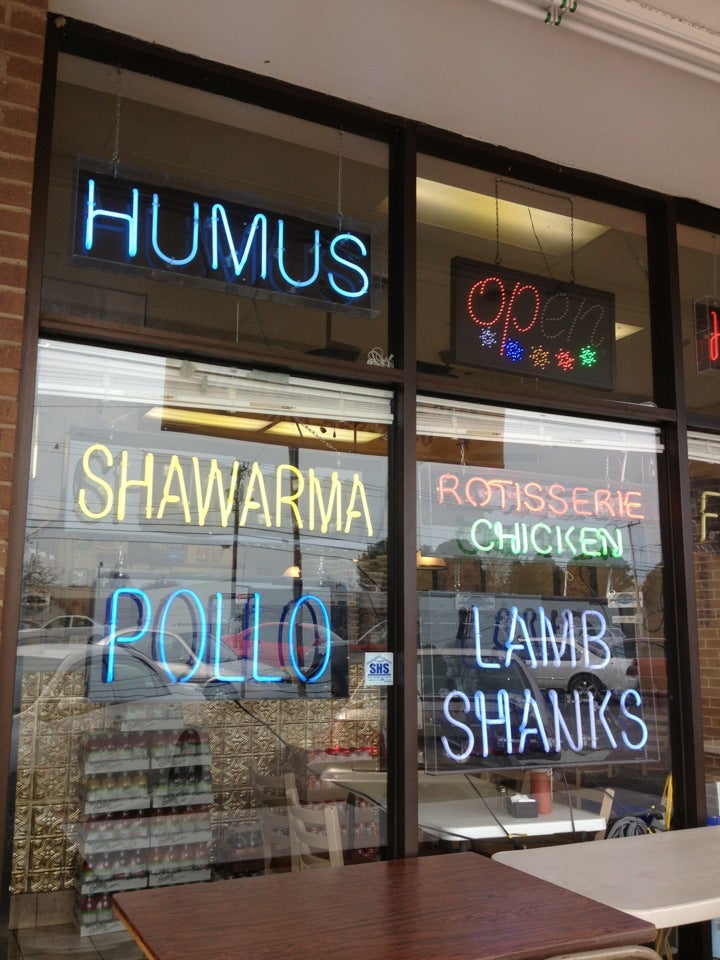 HUMUS
open
SHAWARMA
ROTISSERIE
CHICKEN
POLLO
LAMB
SHANKS
SHS